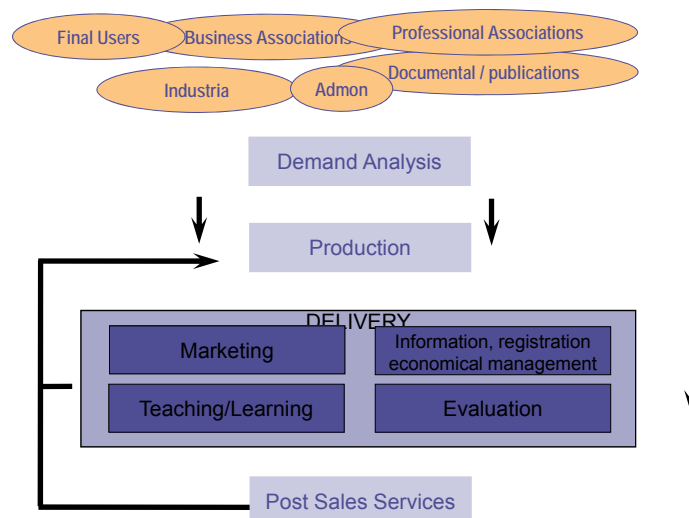 Final Users
Business Associations
Professional Associations
Documental / publications
Industria
Admon
Demand Analysis
Production
DELIVERY
Marketing
Information, registration
economical management
Teaching/Learning
Evaluation
Post Sales Services